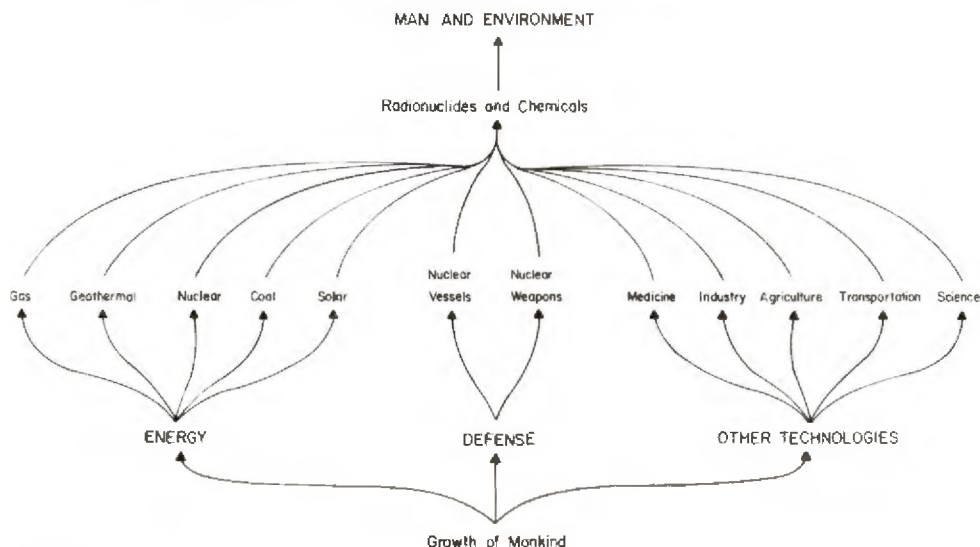 MAN AND ENVIRONMENT
Radionuclides and Chemicals
Gas
Geothermal
Nuclear
Coal
Solar
Nuclear
Vessels
Nuclear
Weapons
Medicine
Industry
Agriculture
Transportation
Science
ENERGY
DEFENSE
OTHER TECHNOLOGIES
Growth of Mankind